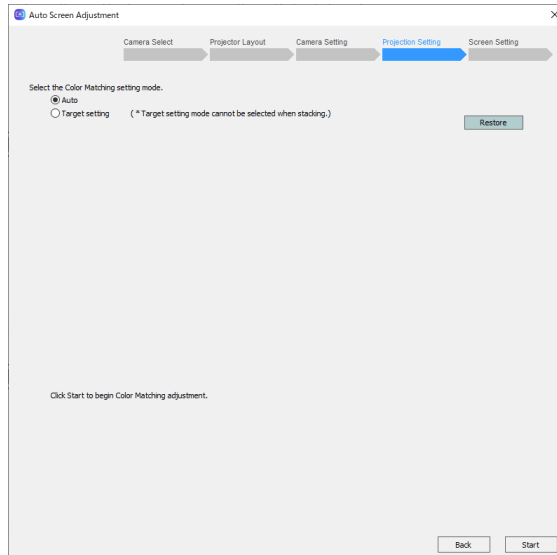 Auto Screen Adjustment
Camera Select
Projector Layout
Camera Setting
Projection Setting
Screen Setting
Select the Color Matching setting mode.
Auto
Target setting ( * Target setting mode cannot be selected when stacking.)
Restore
Click Start to begin Color Matching adjustment.
Back
Start